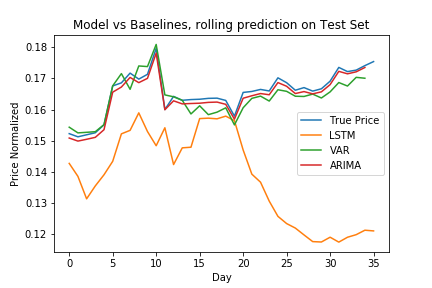 Model vs Baselines, rolling prediction on Test Set
Price Normalized
0.18
0.17
0.16
0.15
0.14
0.13
0.12
True Price
LSTM
VAR
ARIMA
0 5 10 15 20 25 30 35
Day